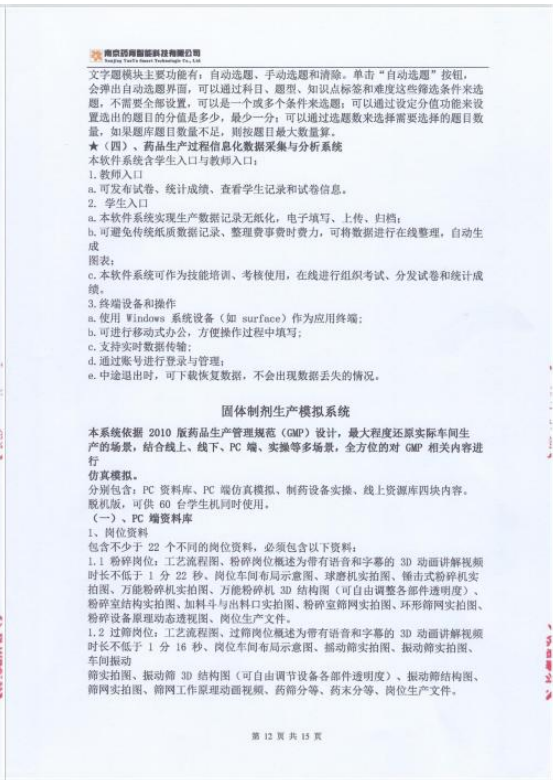 南京药育智能科技有限公司
Nanjing YaoYu Smart Technologie Co., Ltd
文字题模块主要功能有：自动选题、手动选题和清除。单击“自动选题”按钮，
会弹出自动选题界面，可以通过科目、题型、知识点标签和难度这些筛选条件来选
题，不需要全部设置，可以是一个或多个条件来选题；可以通过设定分值功能来设
置选出的题目的分值是多少，最少一分；可以通过选题数来选择需要选择的题目数
量，如果题库题目数量不足，则按题目最大数量算。
★（四）、药品生产过程信息化数据采集与分析系统
本软件系统含学生入口与教师入口：
1.教师入口
a.可发布试卷、统计成绩、查看学生记录和试卷信息。
2. 学生入口
a.本软件系统实现生产数据记录无纸化，电子填写、上传、归档；
b.可避免传统纸质数据记录、整理费事费时费力，可将数据进行在线整理，自动生
成
图表；
c.本软件系统可作为技能培训、考核使用，在线进行组织考试、分发试卷和统计成
绩。
3.终端设备和操作
a.使用 Windows 系统设备（如 surface）作为应用终端；
b.可进行移动式办公，方便操作过程中填写；
c.支持实时数据传输；
d.通过账号进行登录与管理；
e.中途退出时，可下载恢复数据，不会出现数据丢失的情况。
固体制剂生产模拟系统
本系统依据 2010 版药品生产管理规范（GMP）设计，最大程度还原实际车间生
产的场景，结合线上、线下、PC 端、实操等多场景，全方位的对 GMP 相关内容进
行
仿真模拟。
分别包含：PC 资料库、PC 端仿真模拟、制药设备实操、线上资源库四块内容。
脱机版，可供 60 台学生机同时使用。
（一）、PC 端资料库
1、岗位资料
包含不少于 22 个不同的岗位资料，必须包含以下资料：
1.1 粉碎岗位：工艺流程图、粉碎岗位概述为带有语音和字幕的 3D 动画讲解视频
时长不低于 1 分 22 秒、岗位车间布局示意图、球磨机实拍图、锤击式粉碎机实
拍图、万能粉碎机实拍图、万能粉碎机 3D 结构图（可自由调整各部件透明度）、
粉碎室结构实拍图、加料斗与出料口实拍图、粉碎室筛网实拍图、环形筛网实拍图、
粉碎设备原理动态透视图、岗位生产文件。
1.2 过筛岗位：工艺流程图、过筛岗位概述为带有语音和字幕的 3D 动画讲解视频
时长不低于 1 分 16 秒、岗位车间布局示意图、摇动筛实拍图、振动筛实拍图、
车间振动
筛实拍图、振动筛 3D 结构图（可自由调节设备各部件透明度）、振动筛结构图、
筛网实拍图、筛网工作原理动画视频、药筛分等、药末分等、岗位生产文件。
第 12 页 共 15 页